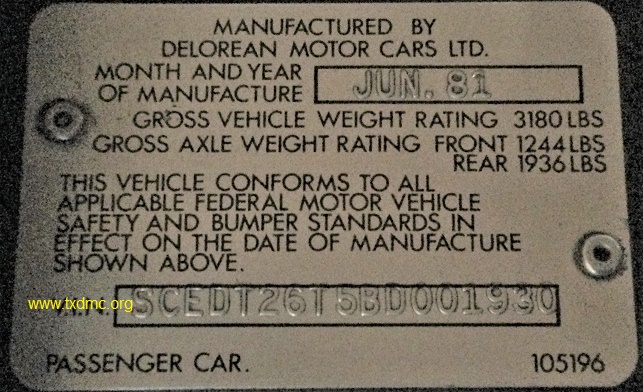 MANUFACTURED BY
DELOREAN MOTOR CARS LTD.
MONTH AND YEAR
OF MANUFACTURE JUN. 81
GROSS VEHICLE WEIGHT RATING 3180 LBS
GROSS AXLE WEIGHT RATING FRONT 1244 LBS
REAR 1936 LBS
THIS VEHICLE CONFORMS TO ALL
APPLICABLE FEDERAL MOTOR VEHICLE
SAFETY AND BUMPER STANDARDS IN
EFFECT ON THE DATE OF MANUFACTURE
SHOWN ABOVE.
www.txdmc.org
SCEDT26T5BD001930
PASSENGER CAR. 105196